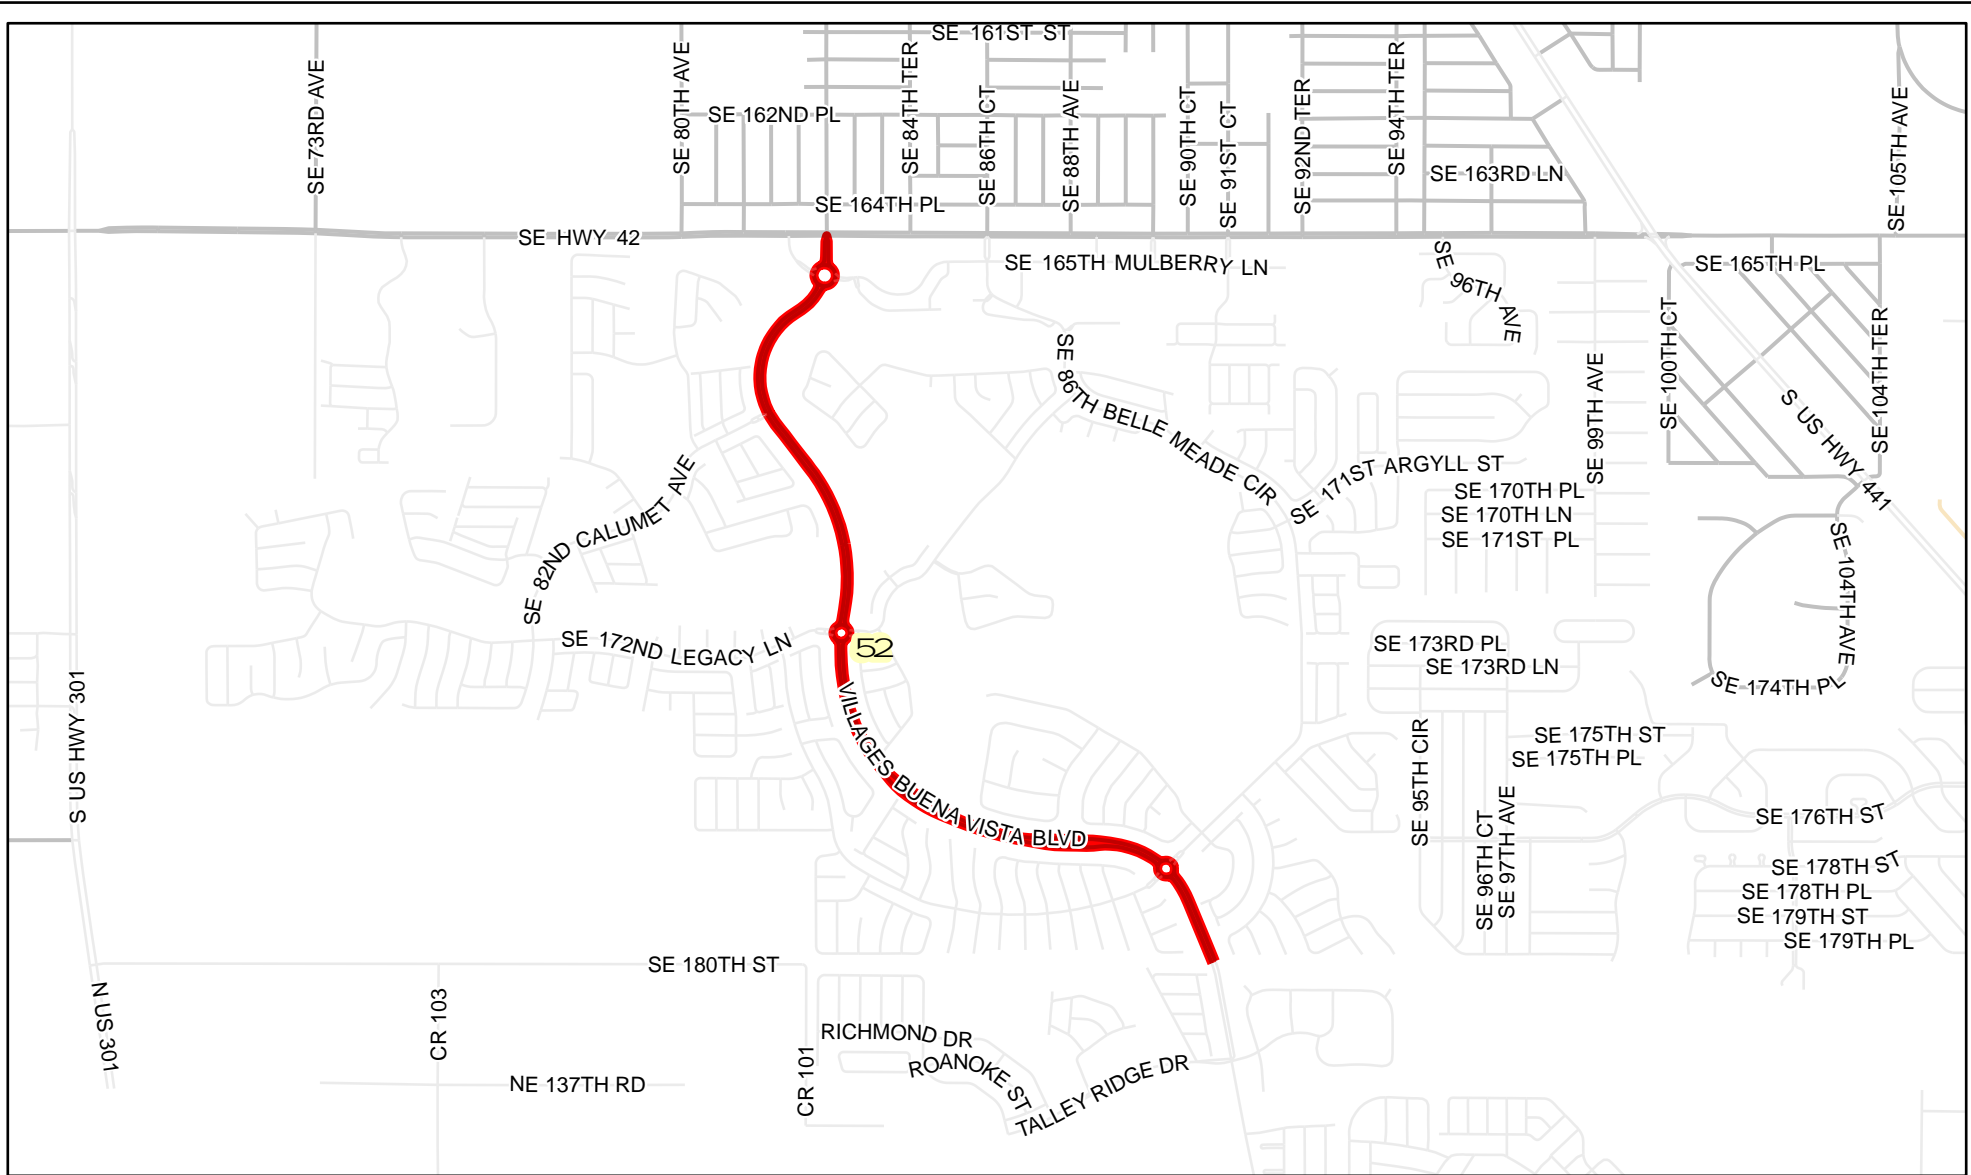 SE 161ST ST
SE 73RD AVE
SE 80TH AVE
SE 162ND PL
SE 84TH TER
SE 86TH CT
SE 88TH AVE
SE 90TH CT
SE 91ST CT
SE 92ND TER
SE 94TH TER
SE 163RD LN
SE 105TH AVE
SE 164TH PL
SE HWY 42
SE 165TH MULBERRY LN
SE 96TH AVE
SE 165TH PL
SE 100TH CT
SE 104TH TER
SE 99TH AVE
S US HWY 441
SE 86TH BELLE MEADE CIR
SE 171ST ARGYLL ST
SE 170TH PL
SE 170TH LN
SE 171ST PL
SE 82ND CALUMET AVE
SE 104TH AVE
SE 172ND LEGACY LN
52
SE 173RD PL
SE 173RD LN
SE 174TH PL
S US HWY 301
VILLAGES BUENA VISTA BLVD
SE 95TH CIR
SE 175TH ST
SE 175TH PL
SE 96TH CT
SE 97TH AVE
SE 176TH ST
SE 178TH ST
SE 178TH PL
SE 179TH ST
SE 179TH PL
SE 180TH ST
N US 301
CR 103
CR 101
RICHMOND DR
ROANOKE ST
TALLEY RIDGE DR
NE 137TH RD